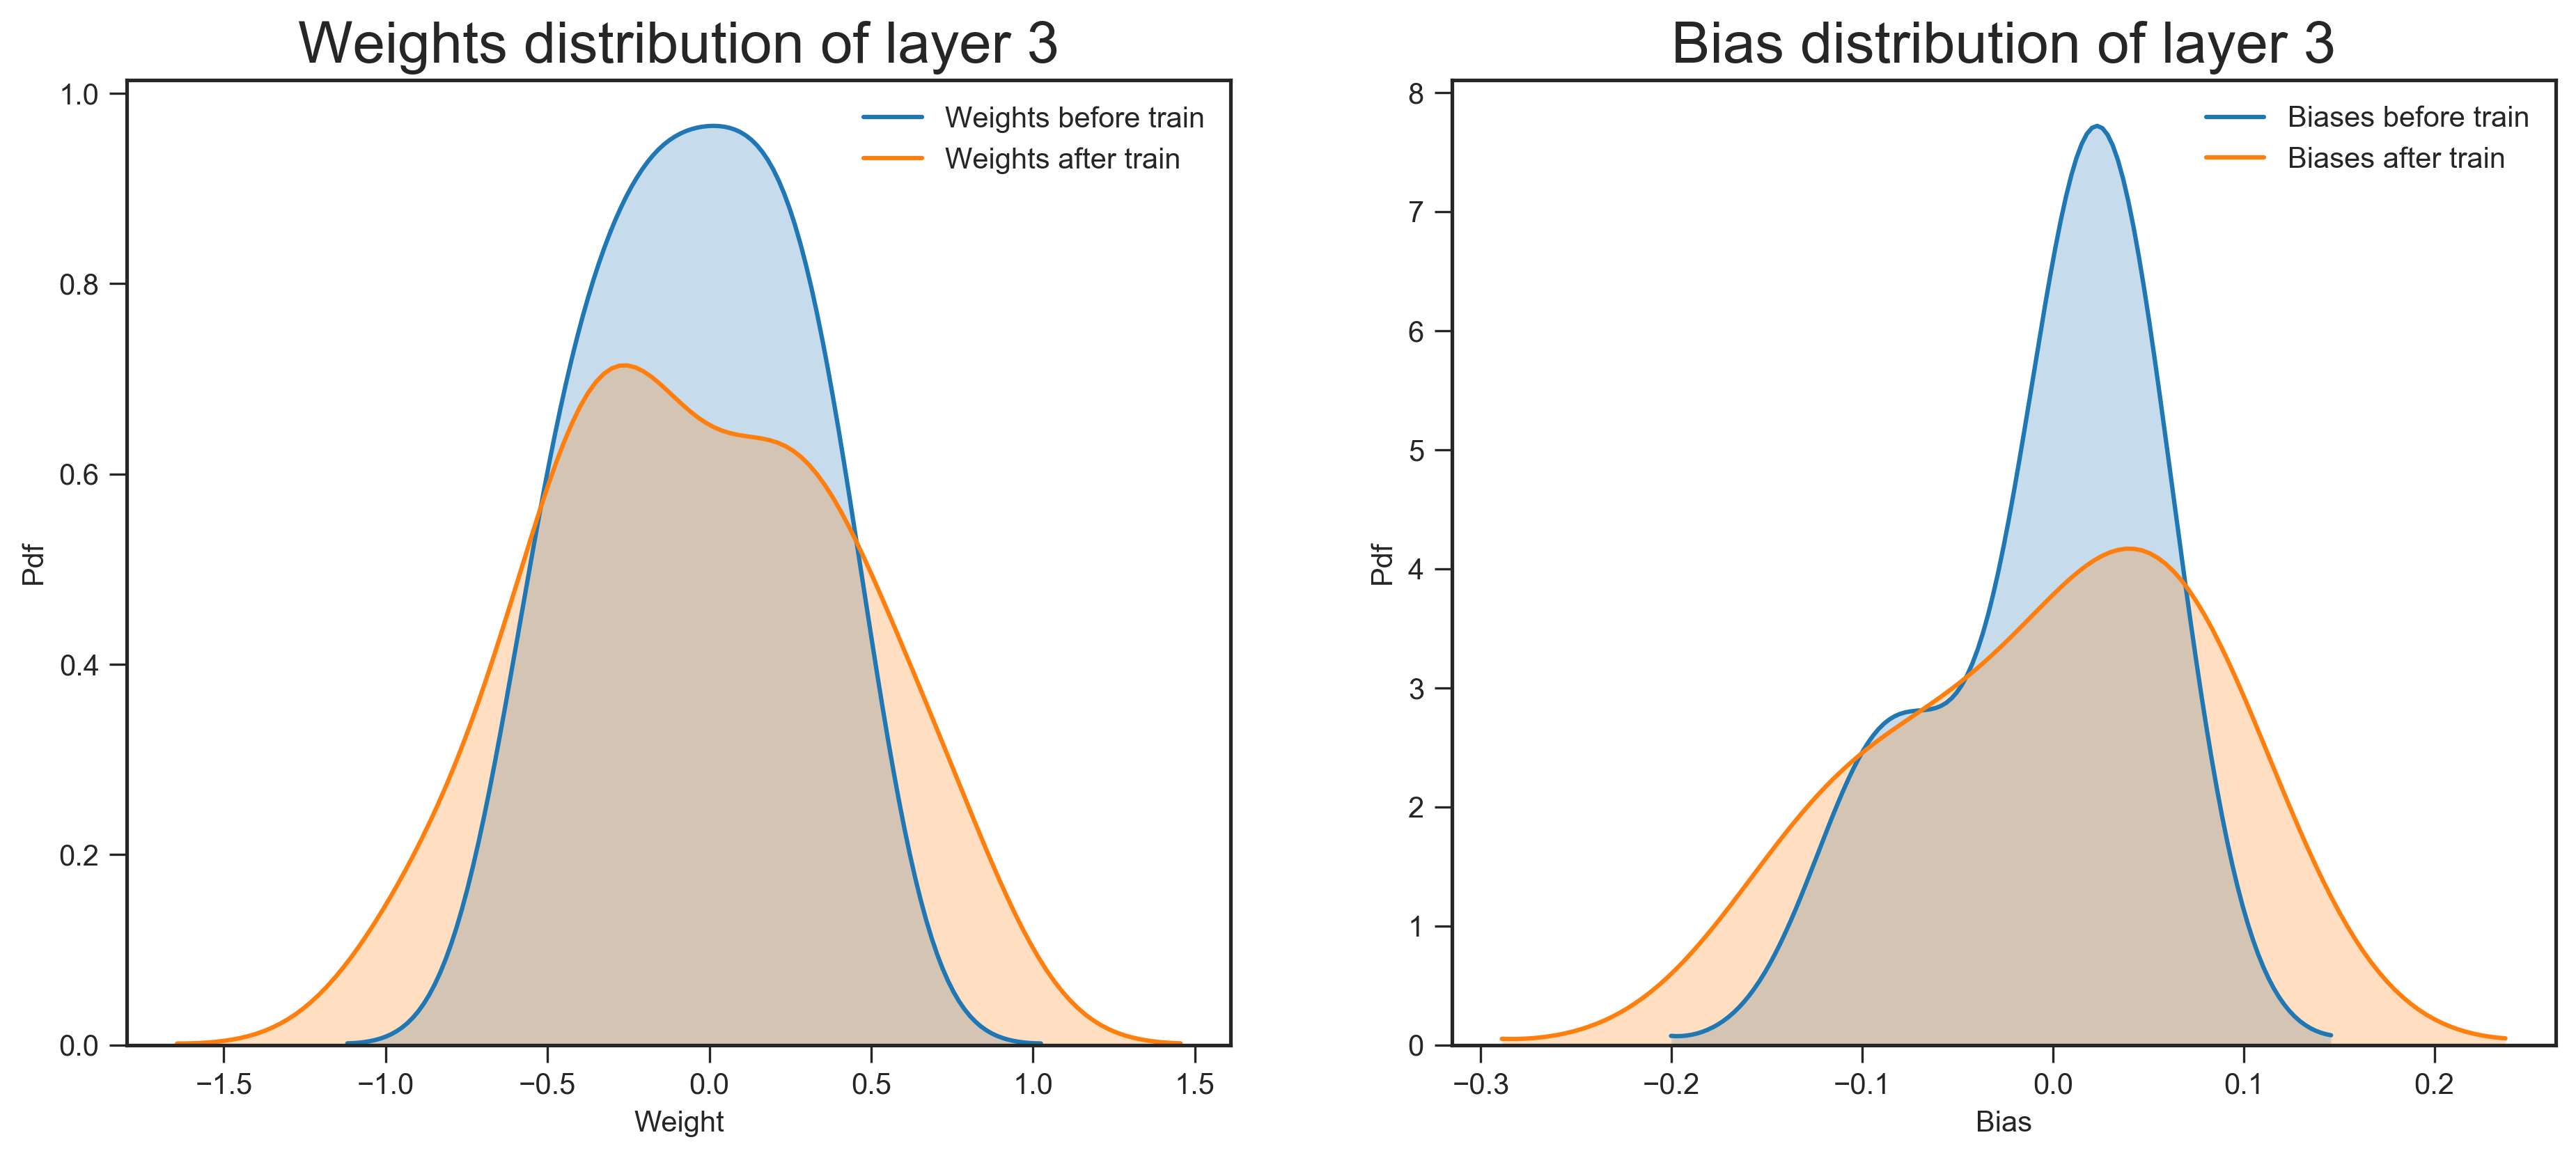 Weights distribution of layer 3
1.0
0.8
0.6
0.4
0.2
0.0
Pdf
Weights before train
Weights after train
−1.5 −1.0 −0.5 0.0 0.5 1.0 1.5
Weight
Bias distribution of layer 3
8
7
6
5
4
3
2
1
0
Pdf
Biases before train
Biases after train
−0.3 −0.2 −0.1 0.0 0.1 0.2
Bias